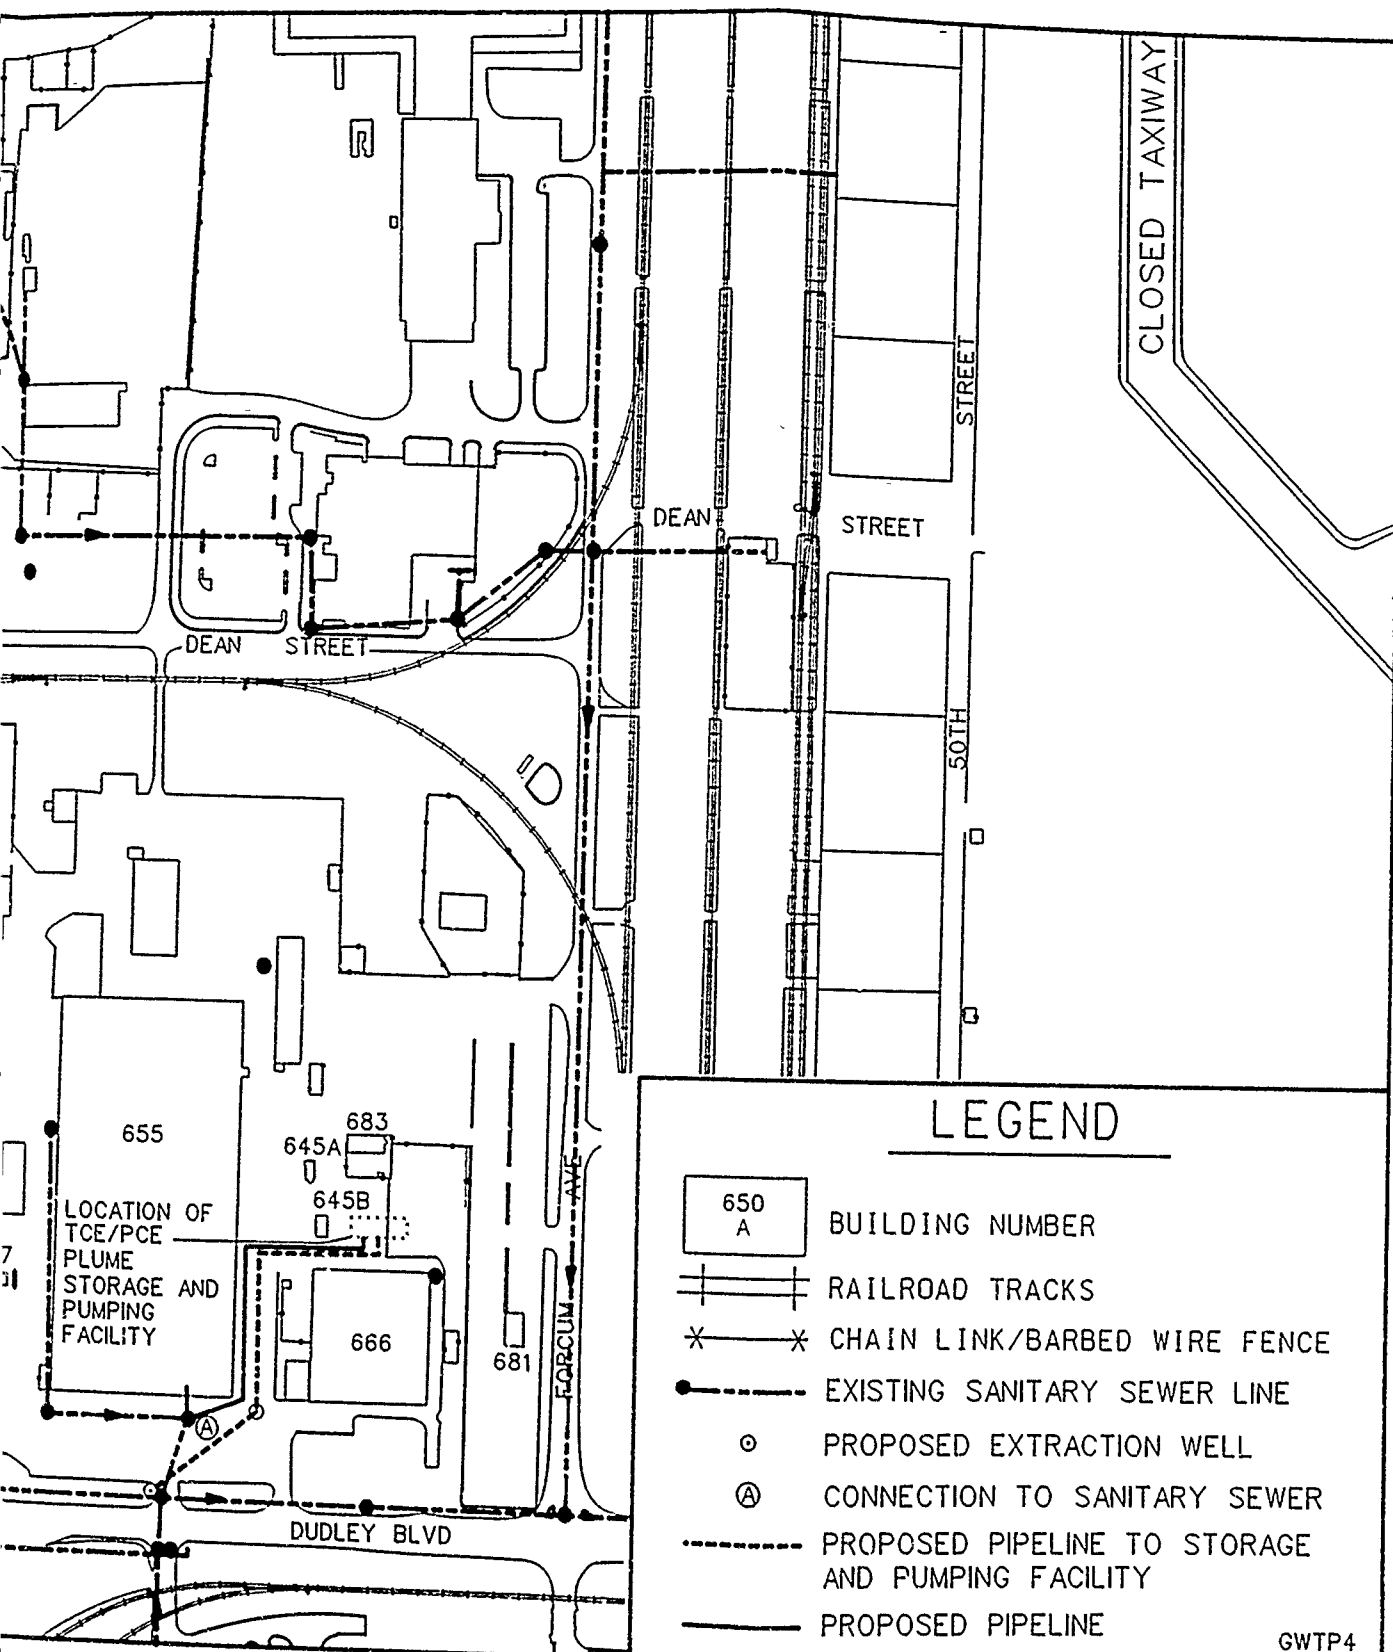 CLOSED TAXIWAY
STREET
DEAN
STREET
DEAN STREET
50TH
655
683
645A
645B
LOCATION OF
TCE/PCE
PLUME
STORAGE AND
PUMPING
FACILITY
7
666
681
FORCUM AVE
A
DUDLEY BLVD
LEGEND
650
A
BUILDING NUMBER
RAILROAD TRACKS
CHAIN LINK/BARBED WIRE FENCE
EXISTING SANITARY SEWER LINE
PROPOSED EXTRACTION WELL
A CONNECTION TO SANITARY SEWER
PROPOSED PIPELINE TO STORAGE
AND PUMPING FACILITY
PROPOSED PIPELINE
GWTP4